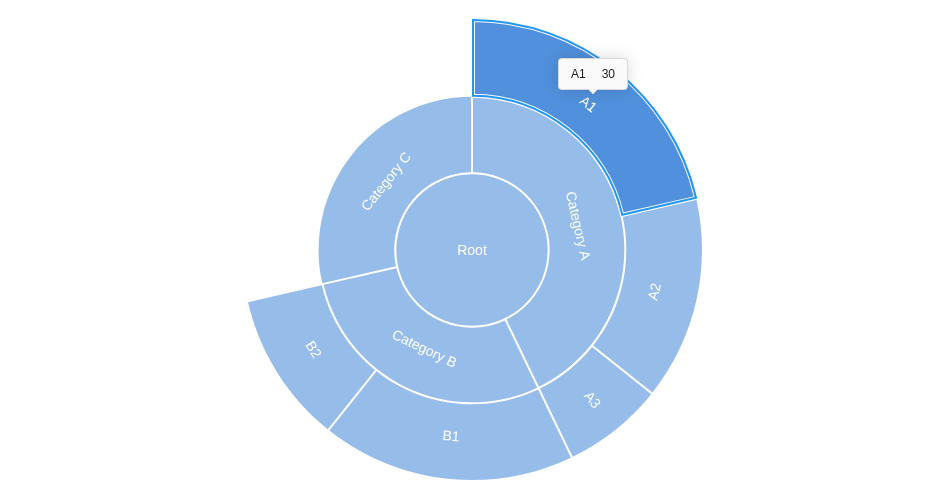 A1 30
A1
Category C
Category A
Root
A2
B2
Category B
A3
B1